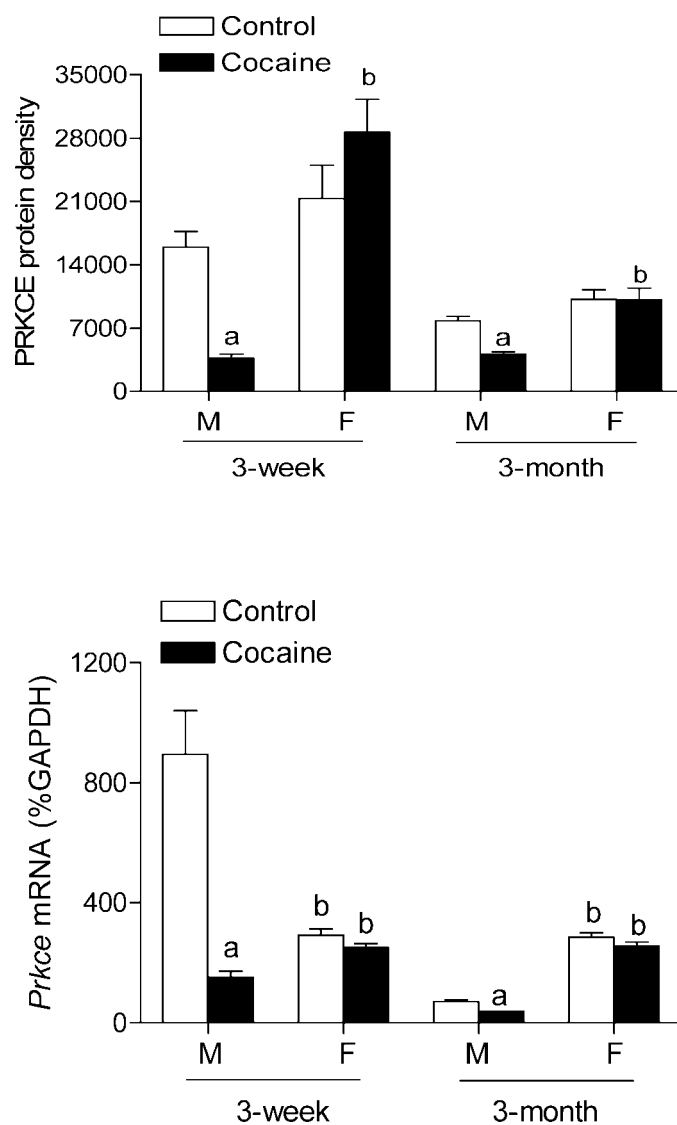 Control
Cocaine
PRKCE protein density
35000
28000
21000
14000
7000
0
a
b
a
b
M
F
M
F
3-week
3-month
Control
Cocaine
Prkce mRNA (%GAPDH)
1200
800
400
0
a
b
b
a
b
b
M
F
M
F
3-week
3-month